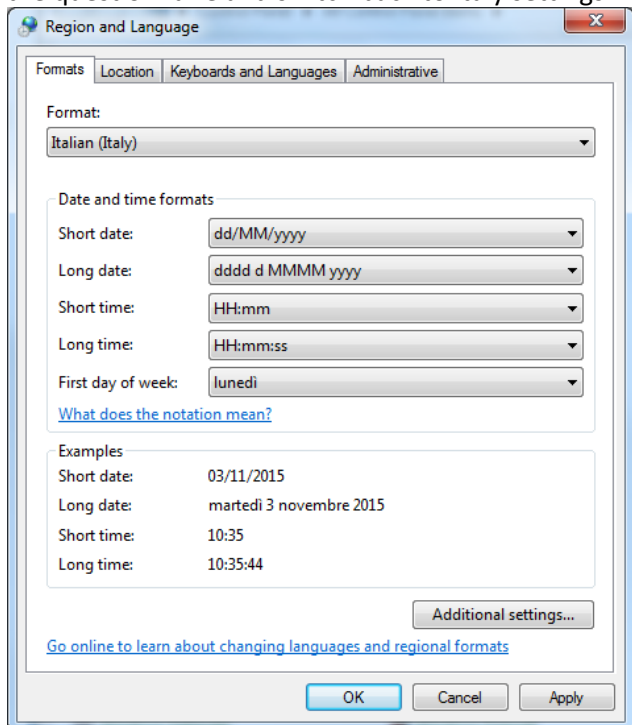 Region and Language
Formats Location Keyboards and Languages Administrative
Format:
Italian (Italy)
Date and time formats
Short date: dd/MM/yyyy
Long date: dddd d MMMM yyyy
Short time: HH:mm
Long time: HH:mm:ss
First day of week: lunedì
What does the notation mean?
Examples
Short date: 03/11/2015
Long date: martedì 3 novembre 2015
Short time: 10:35
Long time: 10:35:44
Additional settings...
Go online to learn about changing languages and regional formats
OK Cancel Apply